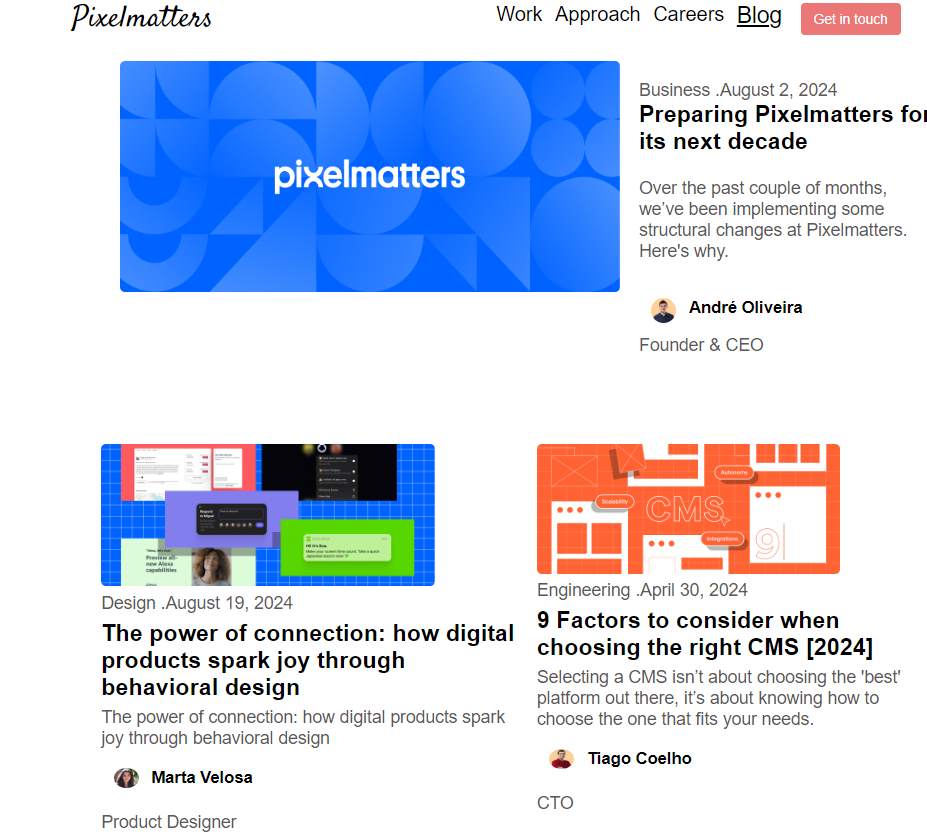 Pixelmatters
Work Approach Careers Blog Get in touch
pixelmatters
Business .August 2, 2024
Preparing Pixelmatters for
its next decade
Over the past couple of months,
we’ve been implementing some
structural changes at Pixelmatters.
Here's why.
André Oliveira
Founder & CEO
Preview all-
new Alexa
capabilities
Design .August 19, 2024
The power of connection: how digital
products spark joy through
behavioral design
The power of connection: how digital products spark
joy through behavioral design
Marta Velosa
Product Designer
Autonomy
Scalability
CMS
Integrations
9
Engineering .April 30, 2024
9 Factors to consider when
choosing the right CMS [2024]
Selecting a CMS isn’t about choosing the 'best'
platform out there, it’s about knowing how to
choose the one that fits your needs.
Tiago Coelho
CTO